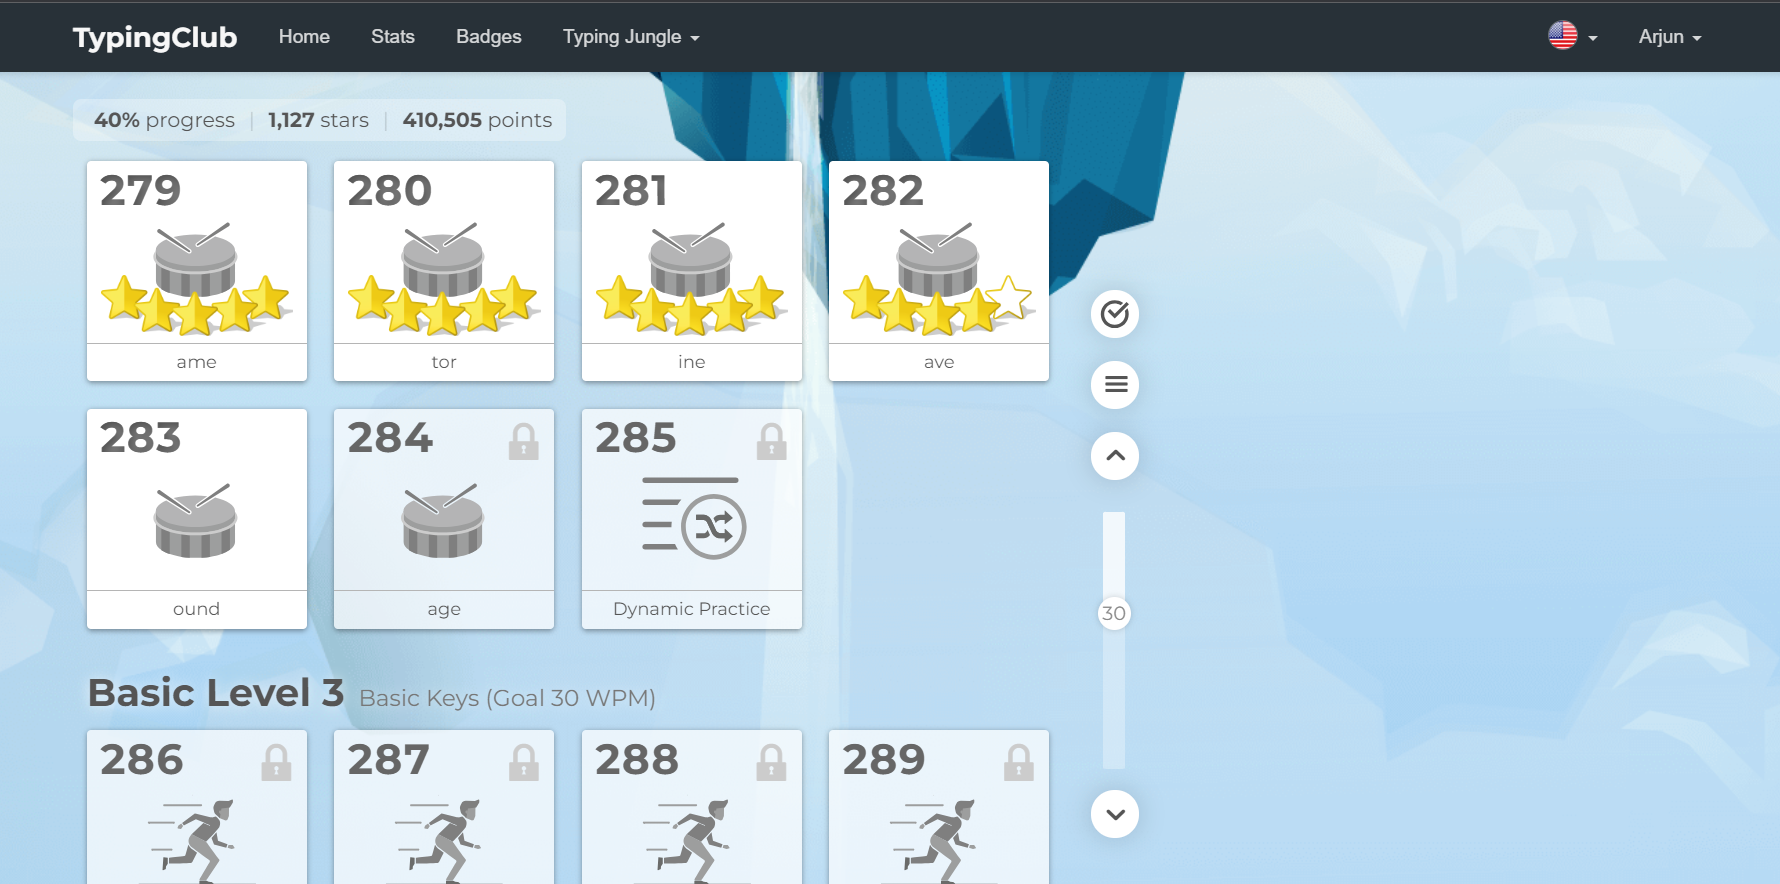 TypingClub Home Stats Badges Typing Jungle Arjun
40% progress 1,127 stars 410,505 points
279 280 281 282
ame tor ine ave
283 284 285
ound age Dynamic Practice
30
Basic Level 3 Basic Keys (Goal 30 WPM)
286 287 288 289